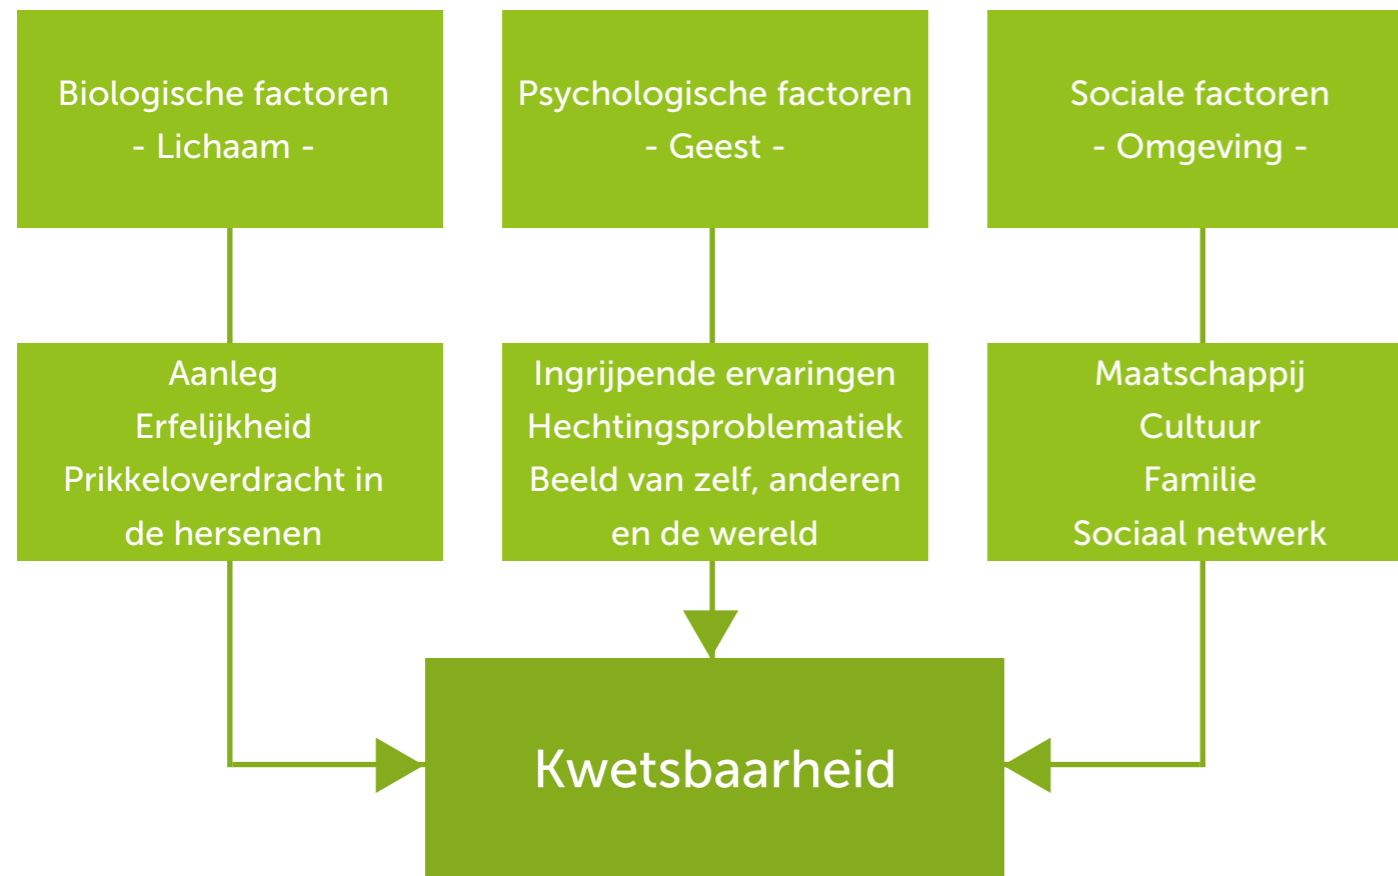 Biologische factoren
- Lichaam -
Psychologische factoren
- Geest -
Sociale factoren
- Omgeving -
Aanleg
Erfelijkheid
Prikkeloverdracht in
de hersenen
Ingrijpende ervaringen
Hechtingsproblematiek
Beeld van zelf, anderen
en de wereld
Maatschappij
Cultuur
Familie
Sociaal netwerk
Kwetsbaarheid